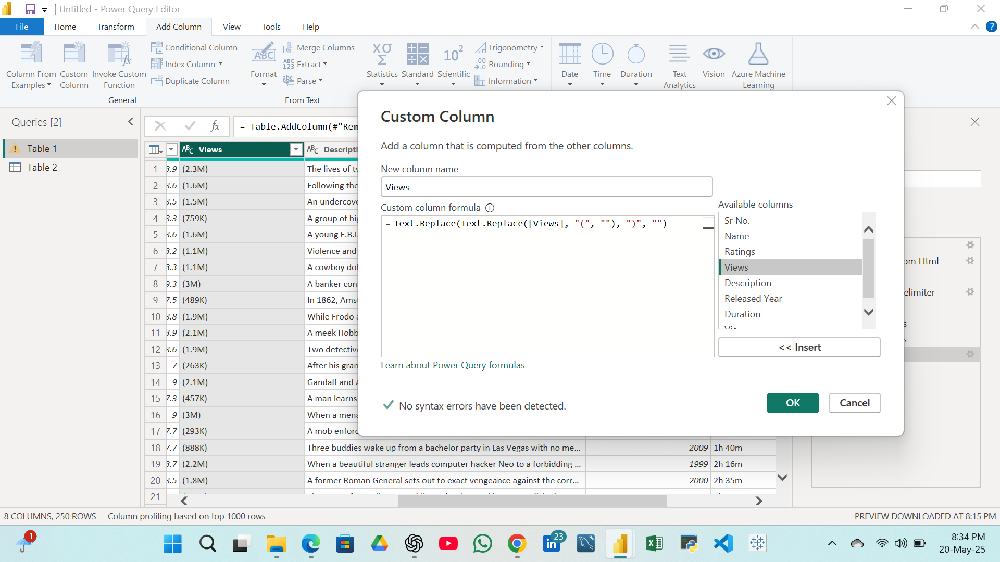 Untitled - Power Query Editor
File
Home
Transform
Add Column
View
Tools
Help
Column From
Examples
Custom
Column
Invoke Custom
Function
Conditional Column
Index Column
Duplicate Column
General
Format
Merge Columns
Extract
Parse
From Text
Statistics
Standard
Scientific
Trigonometry
Rounding
Information
Date
Time
Duration
Text
Analytics
Vision
Azure Machine
Learning
Queries [2]
Table 1
Table 2
= Table.AddColumn(#"Rem
Views
Descripti
1 3.9 (2.3M) The lives of tv
2 3.6 (1.6M) Following the
3 3.5 (1.5M) An undercove
4 3.3 (759K) A group of hig
5 3.6 (1.6M) A young F.B.I.
6 3.2 (1.1M) Violence and
7 3.3 (1.1M) A cowboy dol
8 9.3 (3M) A banker con
9 7.5 (489K) In 1862, Amst
10 3.8 (1.9M) While Frodo a
11 3.9 (2.1M) A meek Hobb
12 3.6 (1.9M) Two detectiv
13 7 (263K) After his gran
14 9 (2.1M) Gandalf and A
15 7.3 (457K) A man learns
16 9 (3M) When a mena
17 7.7 (293K) A mob enforc
18 7.7 (888K) Three buddies wake up from a bachelor party in Las Vegas with no me... 2009 1h 40m
19 3.7 (2.2M) When a beautiful stranger leads computer hacker Neo to a forbidding ... 1999 2h 16m
20 3.5 (1.8M) A former Roman General sets out to exact vengeance against the corr... 2000 2h 35m
21
Custom Column
Add a column that is computed from the other columns.
New column name
Views
Custom column formula
= Text.Replace(Text.Replace([Views], "(", ""), ")", "")
Available columns
Sr No.
Name
Ratings
Views
Description
Released Year
Duration
<< Insert
Learn about Power Query formulas
No syntax errors have been detected.
OK
Cancel
om Html
elimiter
s
s
8 COLUMNS, 250 ROWS
Column profiling based on top 1000 rows
PREVIEW DOWNLOADED AT 8:15 PM
1
23
8:34 PM
20-May-25